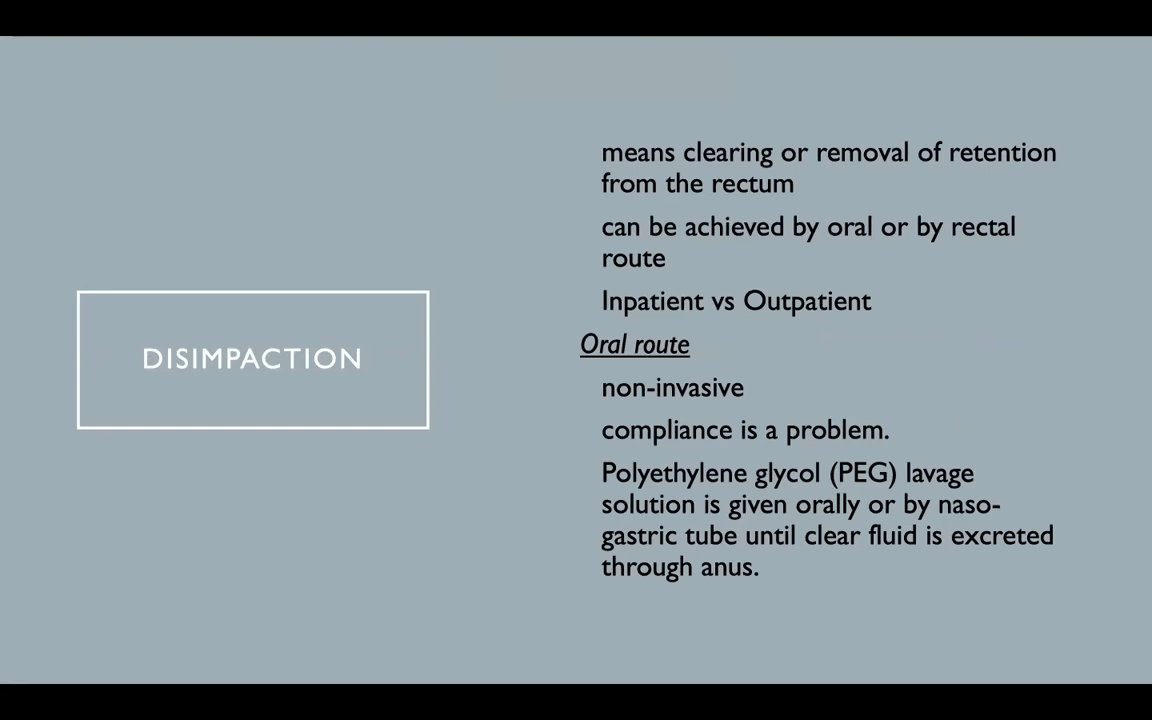 DISIMPACTION
means clearing or removal of retention
from the rectum
can be achieved by oral or by rectal
route
Inpatient vs Outpatient
Oral route
non-invasive
compliance is a problem.
Polyethylene glycol (PEG) lavage
solution is given orally or by naso-
gastric tube until clear fluid is excreted
through anus.